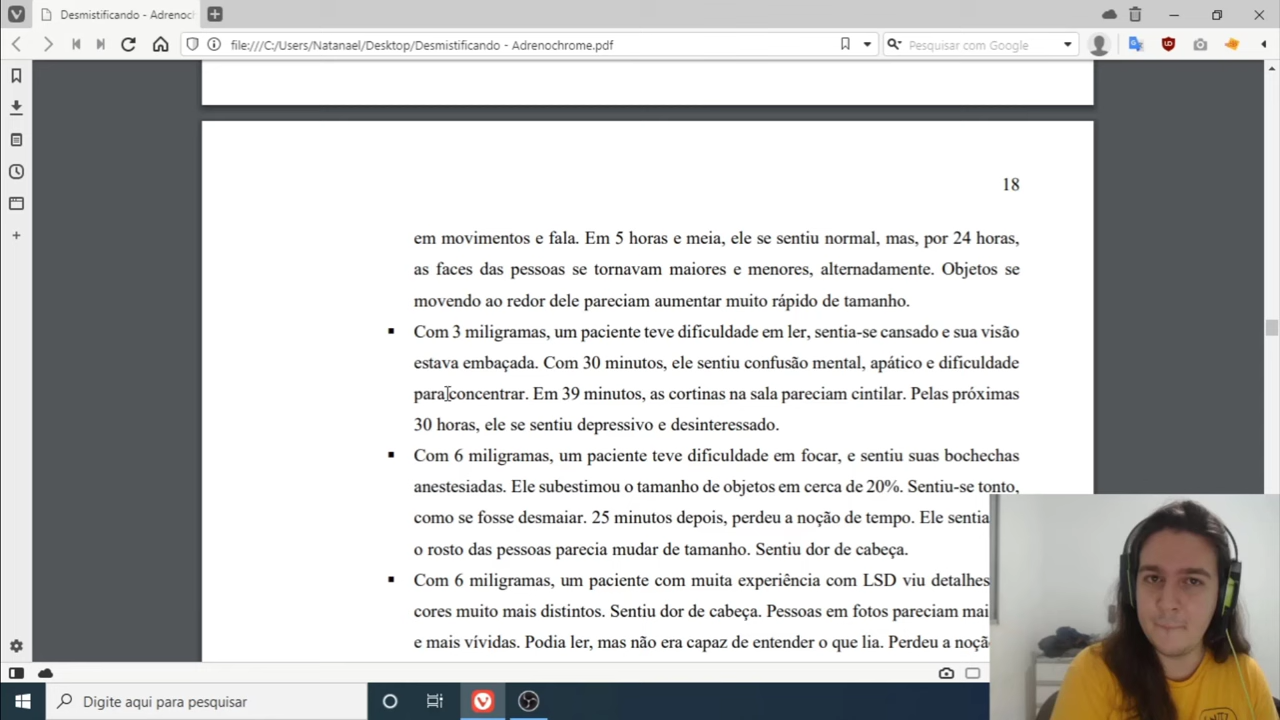 Desmistificando - Adrenoch
file:///C:/Users/Natanael/Desktop/Desmistificando - Adrenochrome.pdf
Pesquisar com Google
18
em movimentos e fala. Em 5 horas e meia, ele se sentiu normal, mas, por 24 horas,
as faces das pessoas se tornavam maiores e menores, alternadamente. Objetos se
movendo ao redor dele pareciam aumentar muito rápido de tamanho.
▪ Com 3 miligramas, um paciente teve dificuldade em ler, sentia-se cansado e sua visão
estava embaçada. Com 30 minutos, ele sentiu confusão mental, apático e dificuldade
para concentrar. Em 39 minutos, as cortinas na sala pareciam cintilar. Pelas próximas
30 horas, ele se sentiu depressivo e desinteressado.
▪ Com 6 miligramas, um paciente teve dificuldade em focar, e sentiu suas bochechas
anestesiadas. Ele subestimou o tamanho de objetos em cerca de 20%. Sentiu-se tonto,
como se fosse desmaiar. 25 minutos depois, perdeu a noção de tempo. Ele sentia
o rosto das pessoas parecia mudar de tamanho. Sentiu dor de cabeça.
▪ Com 6 miligramas, um paciente com muita experiência com LSD viu detalhes
cores muito mais distintos. Sentiu dor de cabeça. Pessoas em fotos pareciam mai
e mais vívidas. Podia ler, mas não era capaz de entender o que lia. Perdeu a noçã
Digite aqui para pesquisar